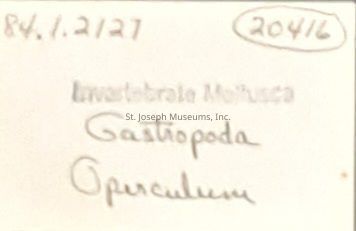 84.1.2127 20416
Invertebrate Mollusca
St. Joseph Museums, Inc.
Gastropoda
Operculum